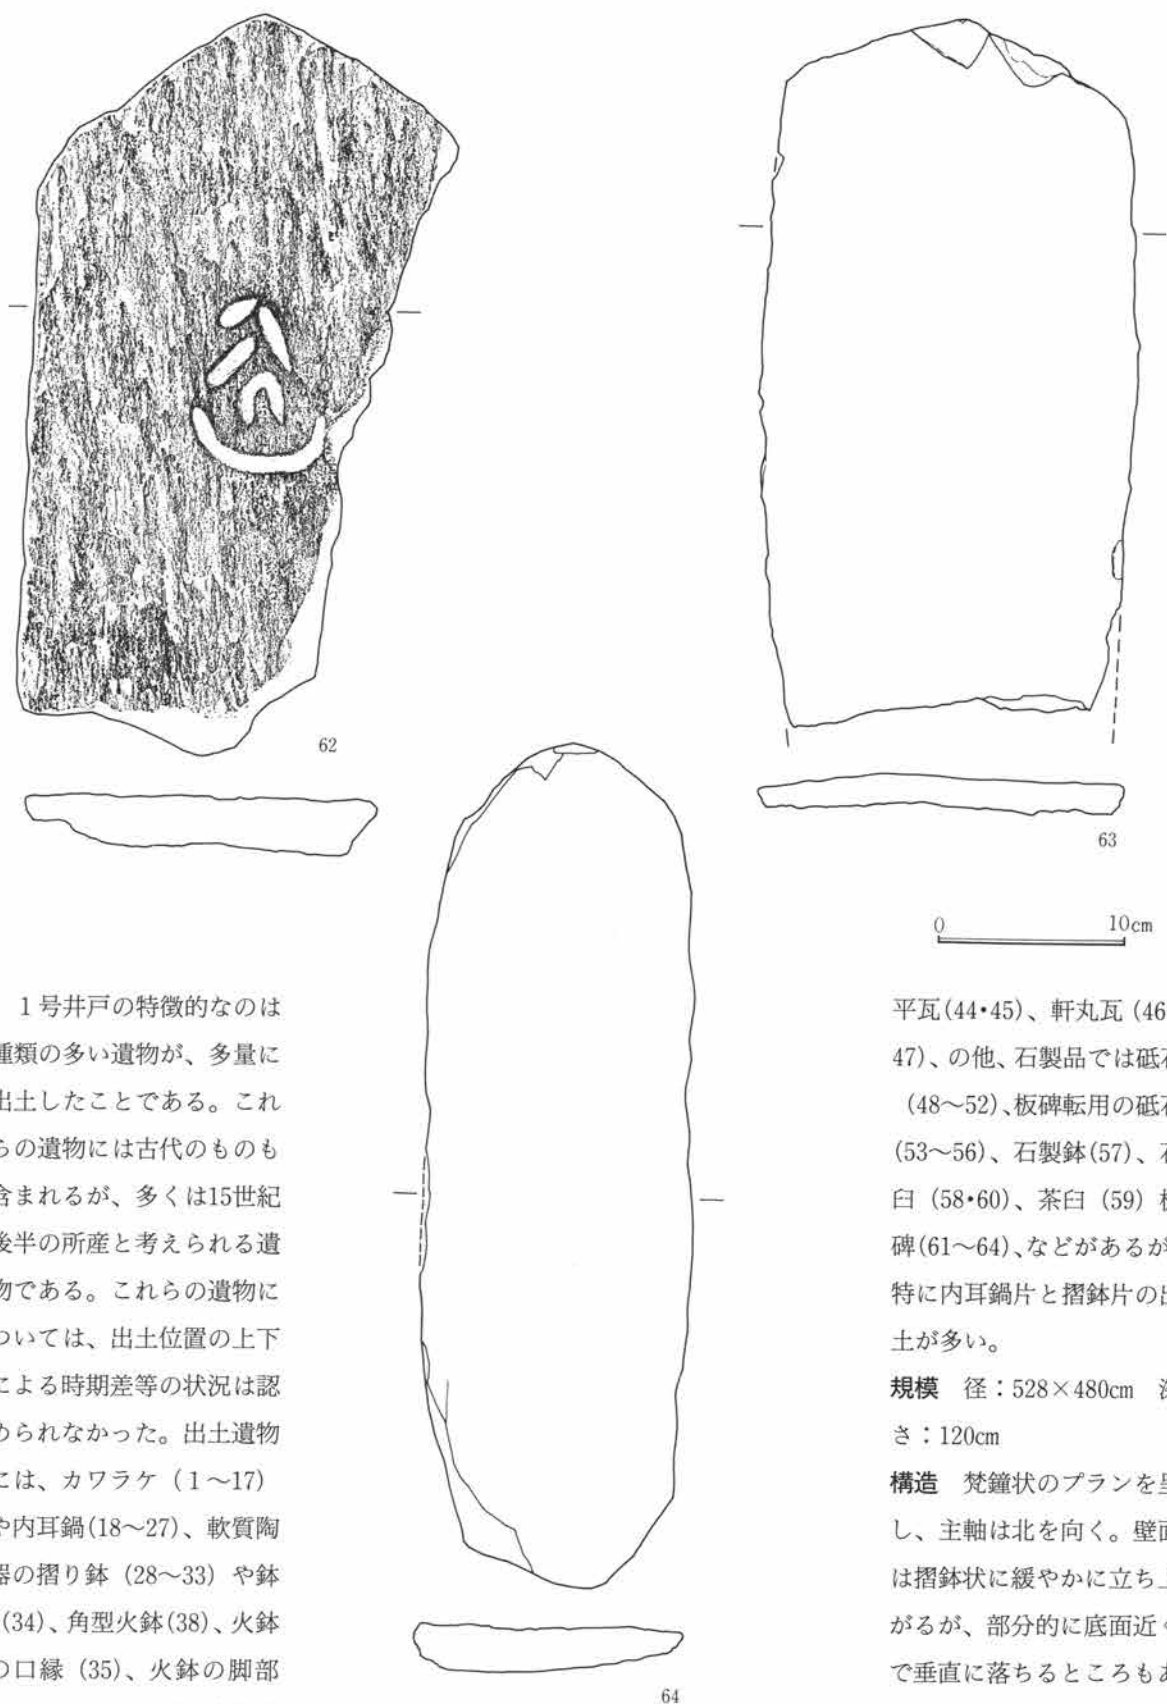 62
63
0 10cm
1号井戸の特徴的なのは
種類の多い遺物が、多量に
出土したことである。これ
らの遺物には古代のものも
含まれるが、多くは15世紀
後半の所産と考えられる遺
物である。これらの遺物に
ついては、出土位置の上下
による時期差等の状況は認
められなかった。出土遺物
には、カワラケ（1～17）
や内耳鍋(18～27)、軟質陶
器の摺り鉢（28～33）や鉢
(34)、角型火鉢(38)、火鉢
の口縁（35）、火鉢の脚部
64
平瓦(44•45)、軒丸瓦（46
47)、の他、石製品では砥石
（48～52)、板碑転用の砥石
(53～56)、石製鉢(57)、石
臼（58•60）、茶臼（59）板
碑(61～64)、などがあるが
特に内耳鍋片と摺鉢片の出
土が多い。
規模　径：528×480cm　深
さ：120cm
構造　梵鐘状のプランを呈
し、主軸は北を向く。壁面
は摺鉢状に緩やかに立ち上
がるが、部分的に底面近く
で垂直に落ちるところもあ